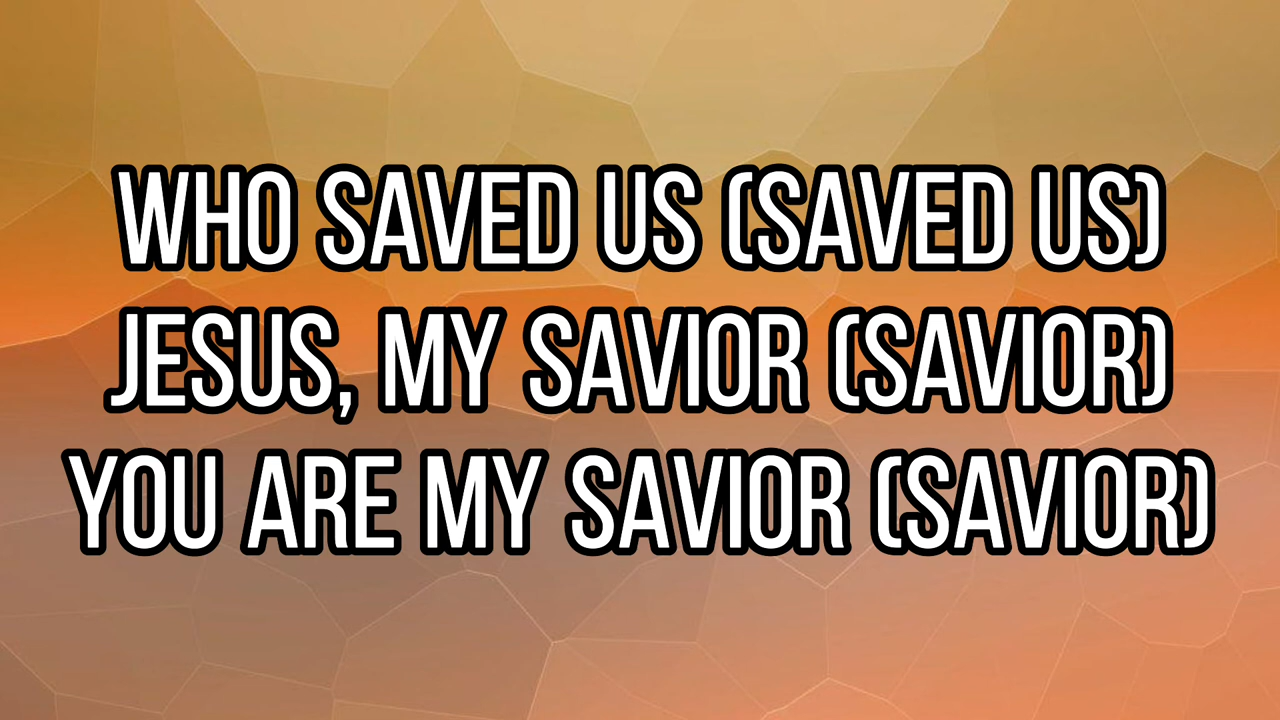 WHO SAVED US (SAVED US)
JESUS, MY SAVIOR (SAVIOR)
YOU ARE MY SAVIOR (SAVIOR)